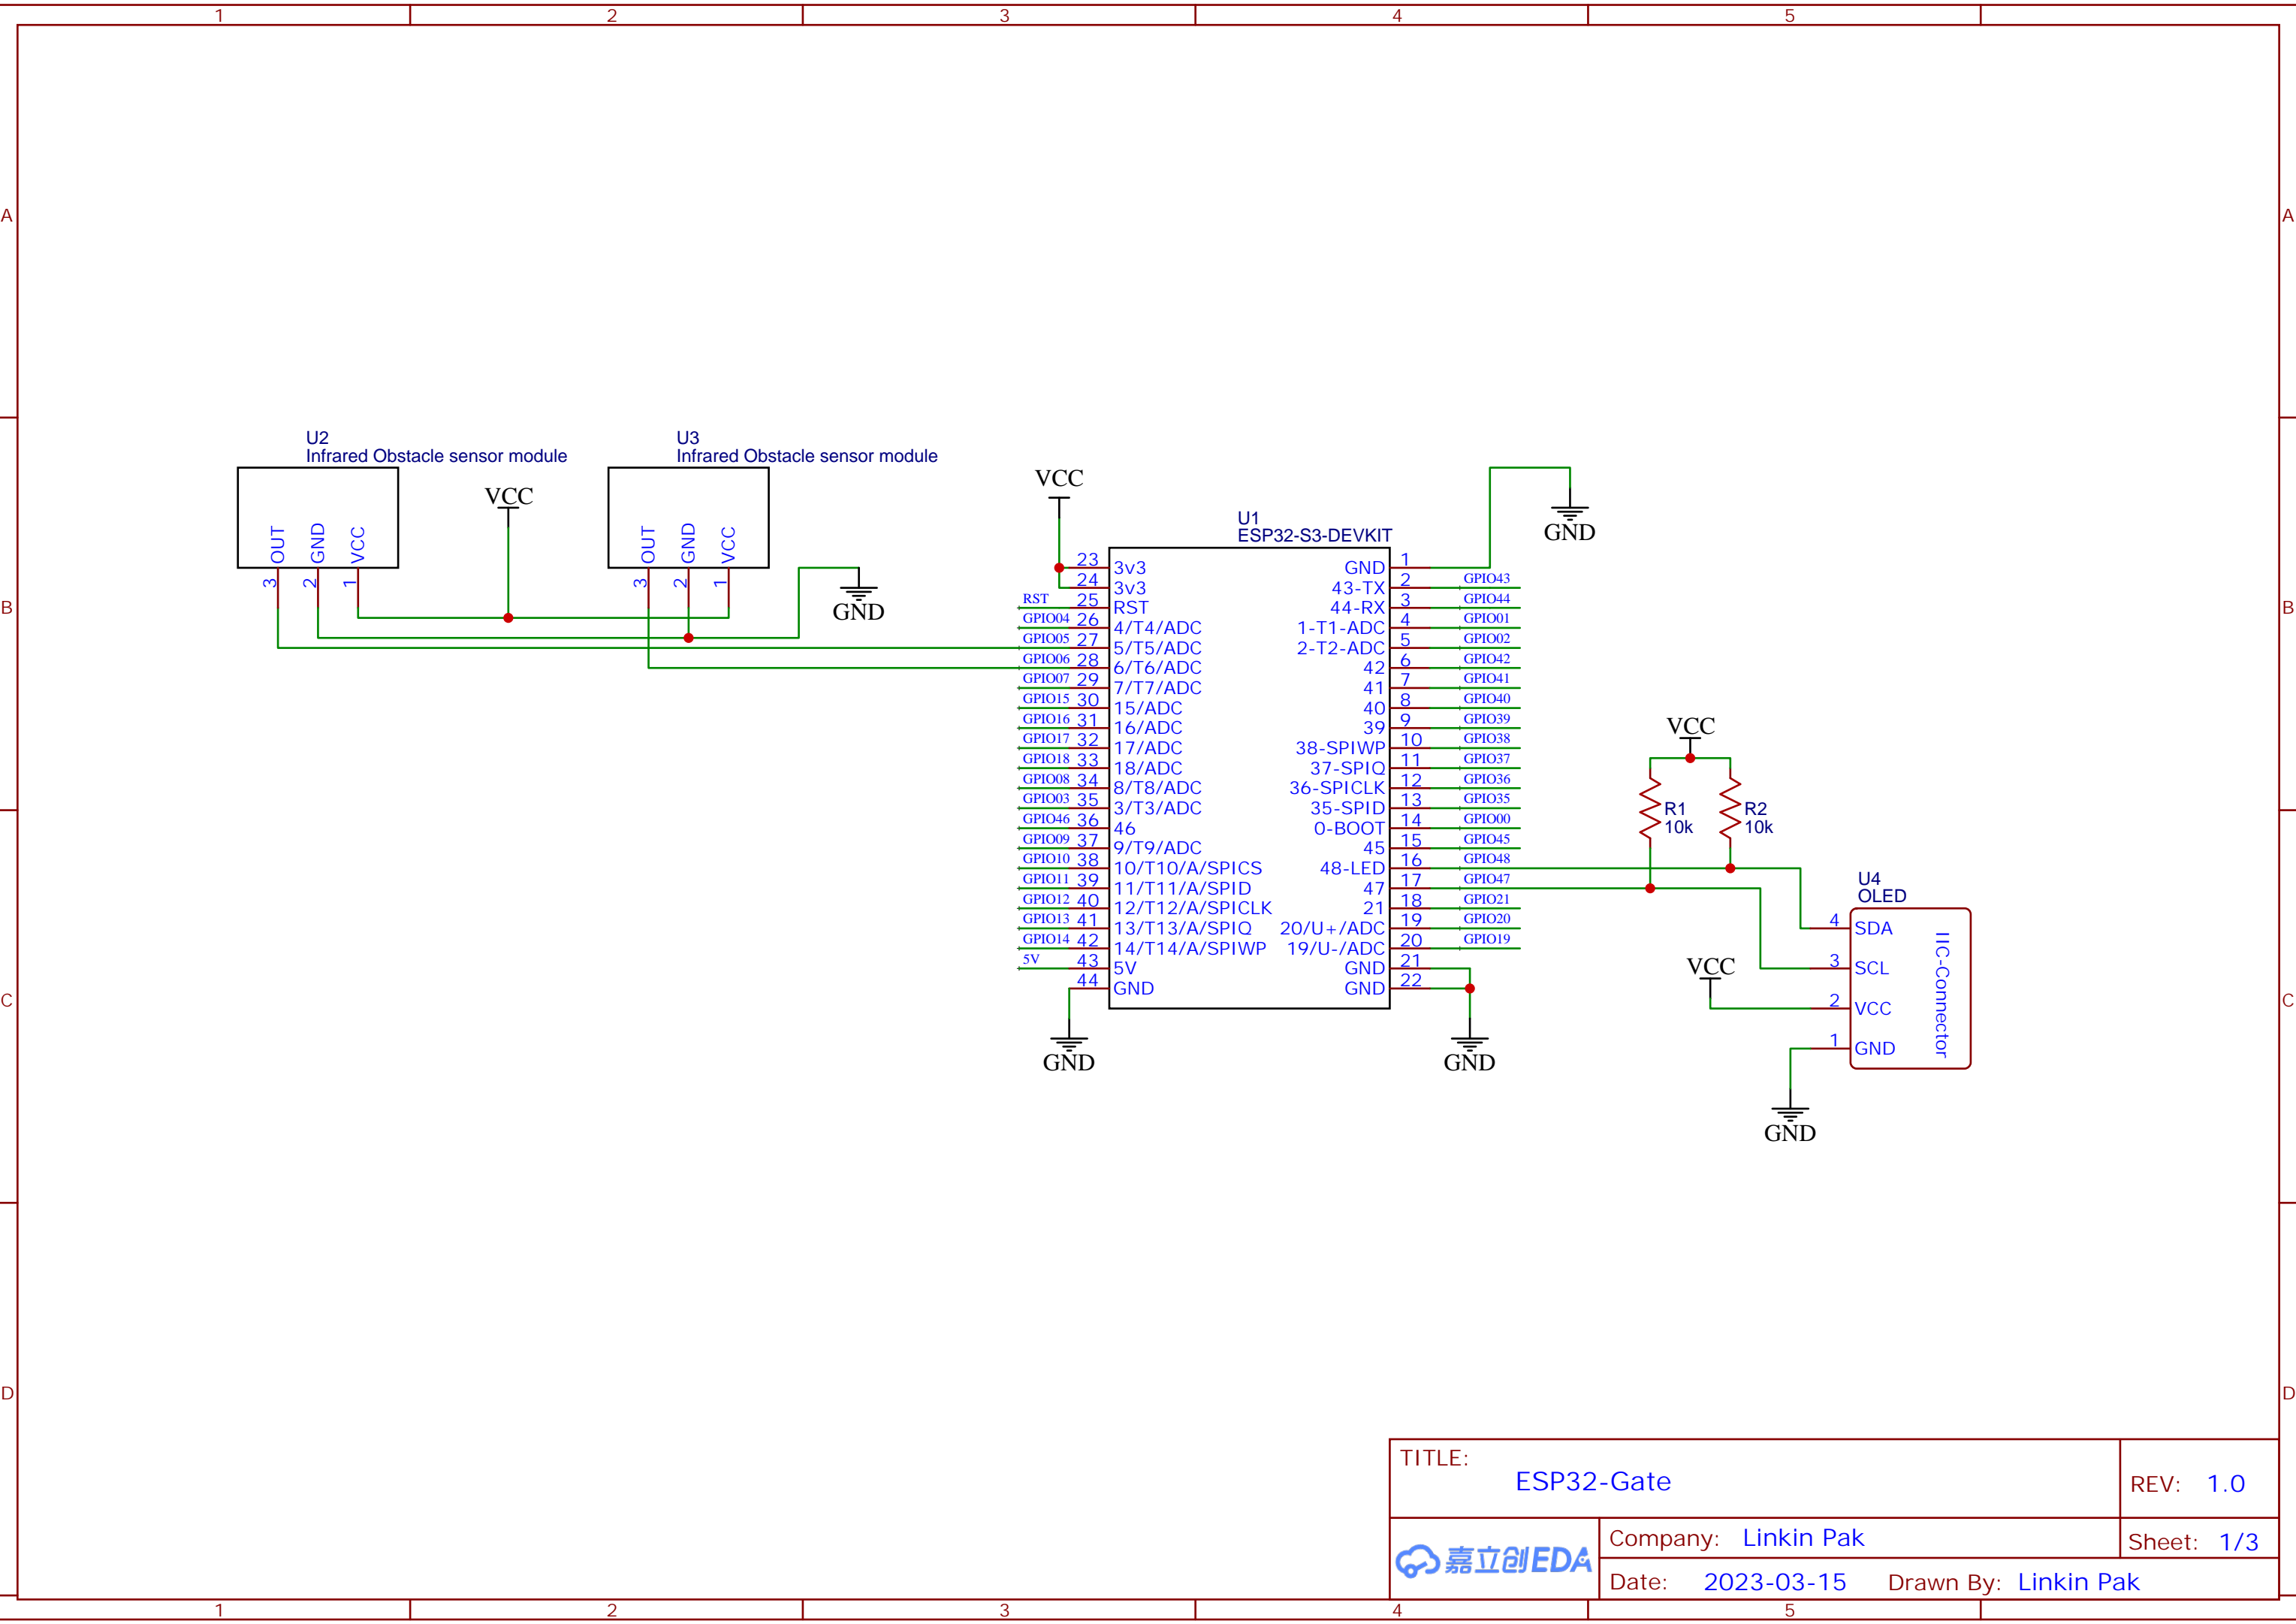 1 2 3 4 5
A A
B B
C C
D D
U2
Infrared Obstacle sensor module
OUT GND VCC
3 2 1
VCC
U3
Infrared Obstacle sensor module
OUT GND VCC
3 2 1
GND
VCC
U1
ESP32-S3-DEVKIT
23 3v3
24 3v3
RST 25 RST
GPIO04 26 4/T4/ADC
GPIO05 27 5/T5/ADC
GPIO06 28 6/T6/ADC
GPIO07 29 7/T7/ADC
GPIO15 30 15/ADC
GPIO16 31 16/ADC
GPIO17 32 17/ADC
GPIO18 33 18/ADC
GPIO08 34 8/T8/ADC
GPIO03 35 3/T3/ADC
GPIO46 36 46
GPIO09 37 9/T9/ADC
GPIO10 38 10/T10/A/SPICS
GPIO11 39 11/T11/A/SPID
GPIO12 40 12/T12/A/SPICLK
GPIO13 41 13/T13/A/SPIQ
GPIO14 42 14/T14/A/SPIWP
5V 43 5V
44 GND
GND
GND 1
43-TX 2 GPIO43
44-RX 3 GPIO44
1-T1-ADC 4 GPIO01
2-T2-ADC 5 GPIO02
42 6 GPIO42
41 7 GPIO41
40 8 GPIO40
39 9 GPIO39
38-SPIWP 10 GPIO38
37-SPIQ 11 GPIO37
36-SPICLK 12 GPIO36
35-SPID 13 GPIO35
0-BOOT 14 GPIO00
45 15 GPIO45
48-LED 16 GPIO48
47 17 GPIO47
21 18 GPIO21
20/U+/ADC 19 GPIO20
19/U-/ADC 20 GPIO19
GND 21
GND 22
GND
GND
VCC
R1
10k
R2
10k
U4
OLED
4 SDA
3 SCL
2 VCC
1 GND
IIC-Connector
VCC
GND
TITLE:
ESP32-Gate
REV: 1.0
嘉立创EDA
Company: Linkin Pak
Sheet: 1/3
Date: 2023-03-15 Drawn By: Linkin Pak
1 2 3 4 5